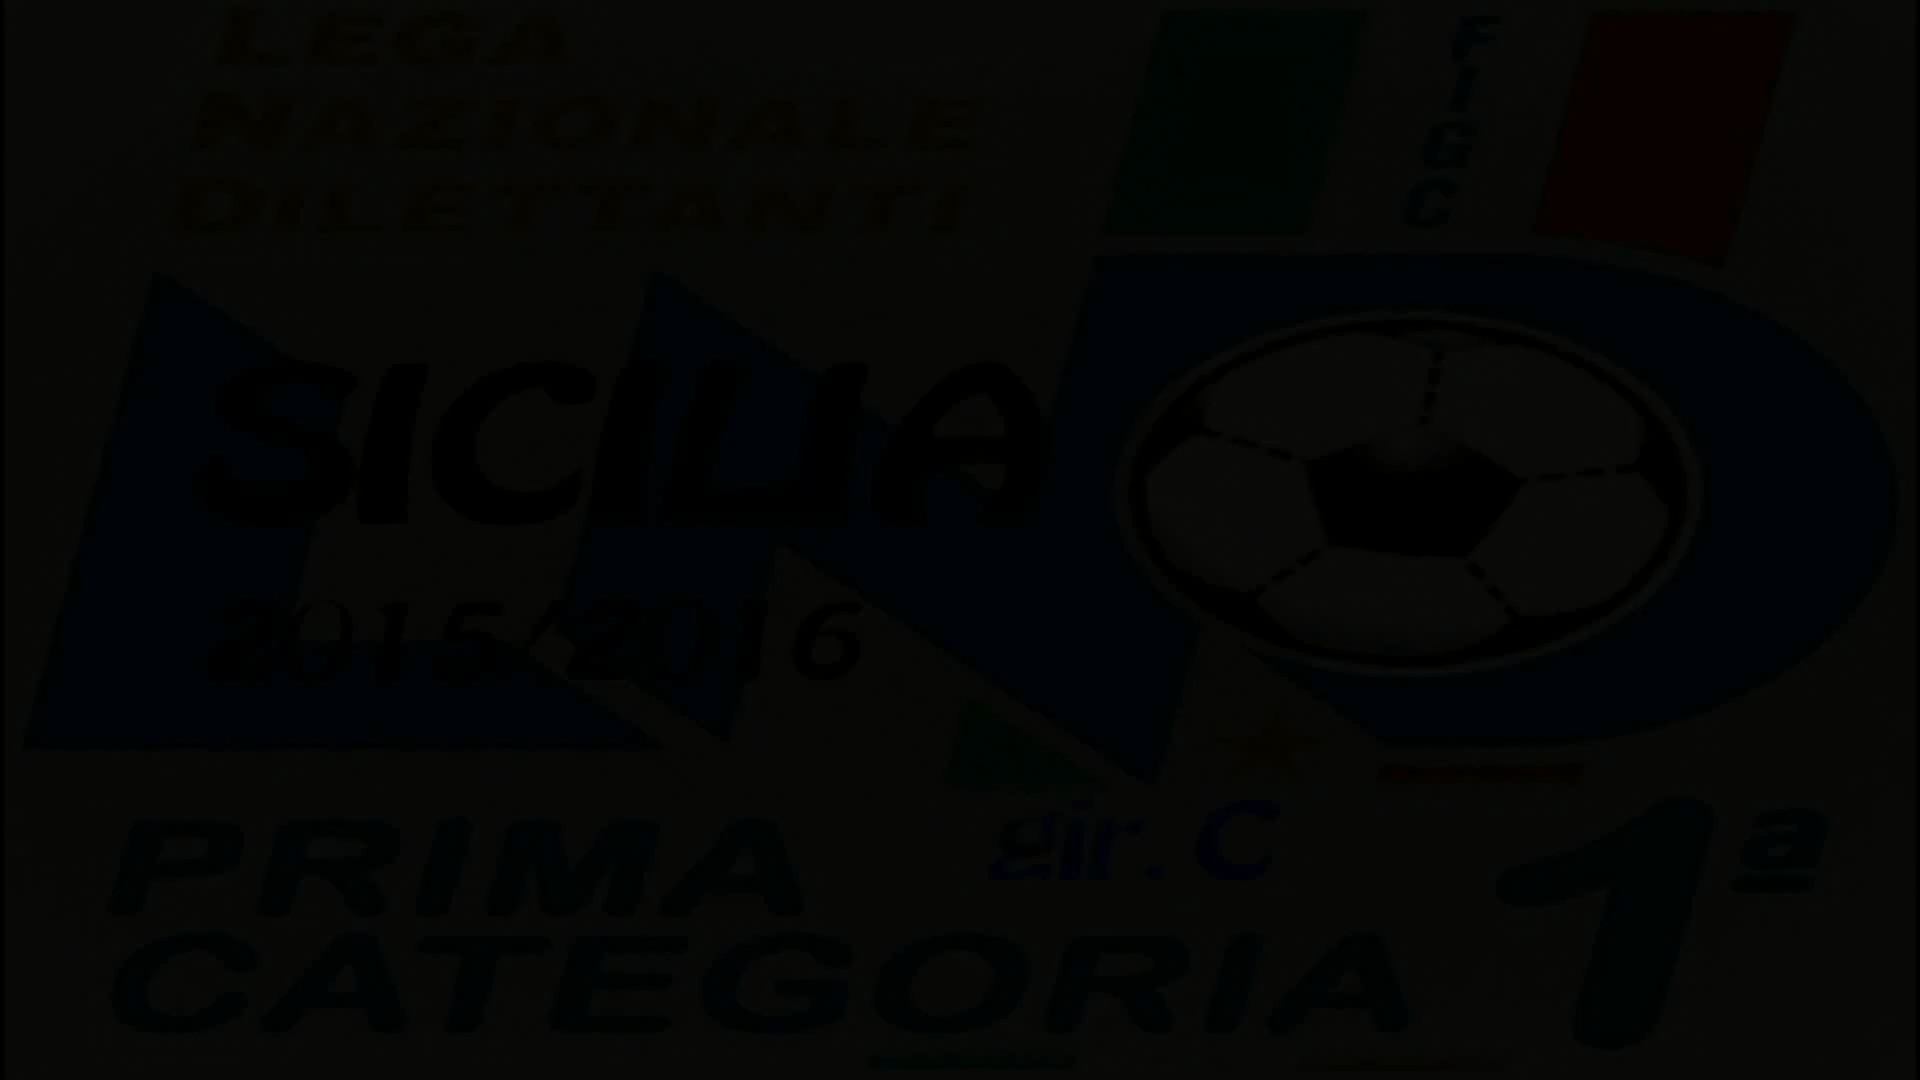 LEGA
NAZIONALE
DILETTANTI
FIGC
SICILIA
2015/2016
PRIMA
gir. C
1ª
CATEGORIA